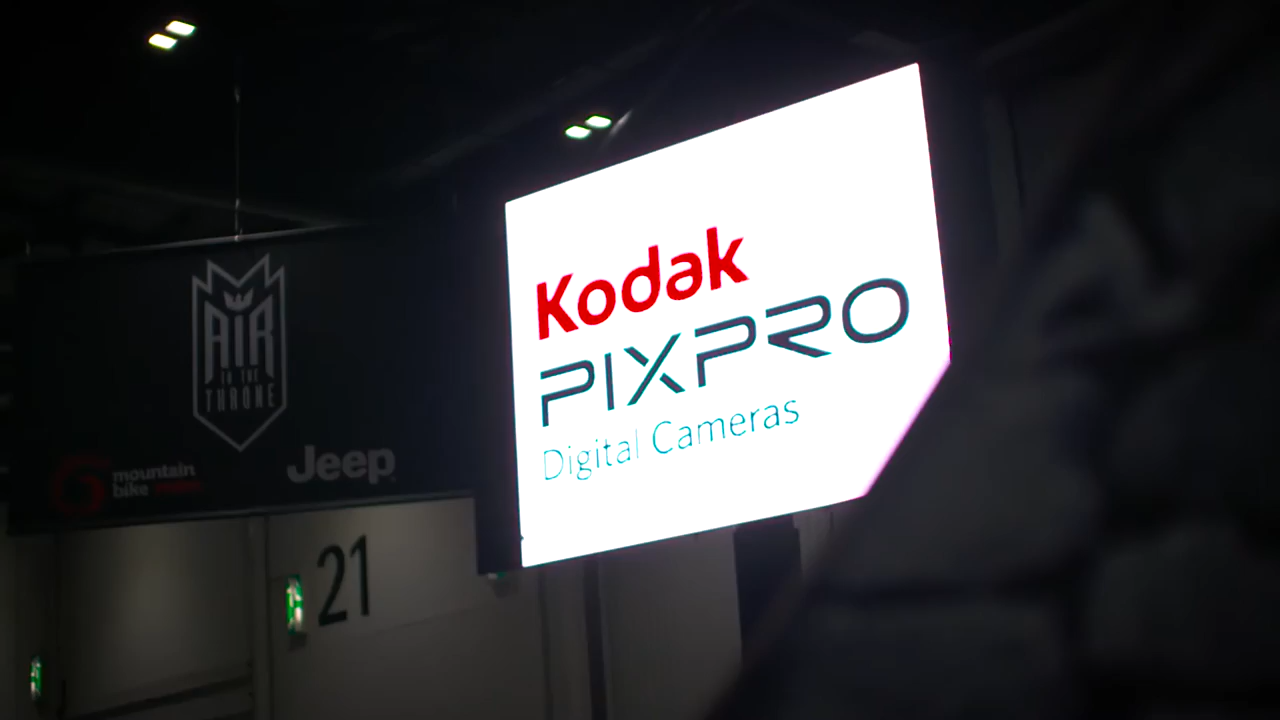 AIR
TO THE
THRONE
mountain
bike
Jeep
Kodak
PIXPRO
Digital Cameras
21